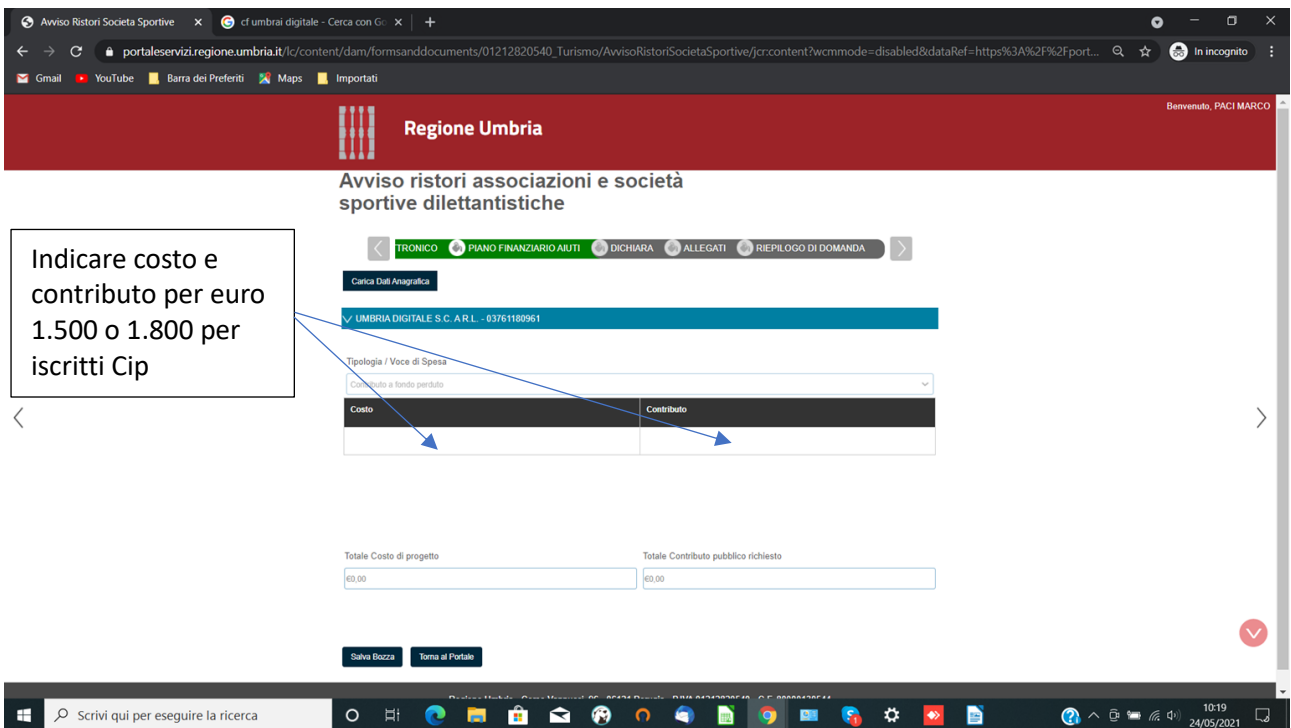 Avviso Ristori Societa Sportive
cf umbrai digitale - Cerca con Go
portaleservizi.regione.umbria.it/lc/content/dam/formsanddocuments/01212820540_Turismo/AvvisoRistoriSocietaSportive/jcr:content?wcmmode=disabled&dataRef=https%3A%2F%2Fport...
In incognito
Gmail
YouTube
Barra dei Preferiti
Maps
Importati
Benvenuto, PACI MARCO
Regione Umbria
Avviso ristori associazioni e società
sportive dilettantistiche
TRONICO
PIANO FINANZIARIO AIUTI
DICHIARA
ALLEGATI
RIEPILOGO DI DOMANDA
Indicare costo e
contributo per euro
1.500 o 1.800 per
iscritti Cip
Carica Dati Anagrafica
UMBRIA DIGITALE S.C. A R.L. - 03761180961
Tipologia / Voce di Spesa
Contributo a fondo perduto
Costo
Contributo
Totale Costo di progetto
Totale Contributo pubblico richiesto
€0,00
€0,00
Salva Bozza
Torna al Portale
Scrivi qui per eseguire la ricerca
10:19
24/05/2021